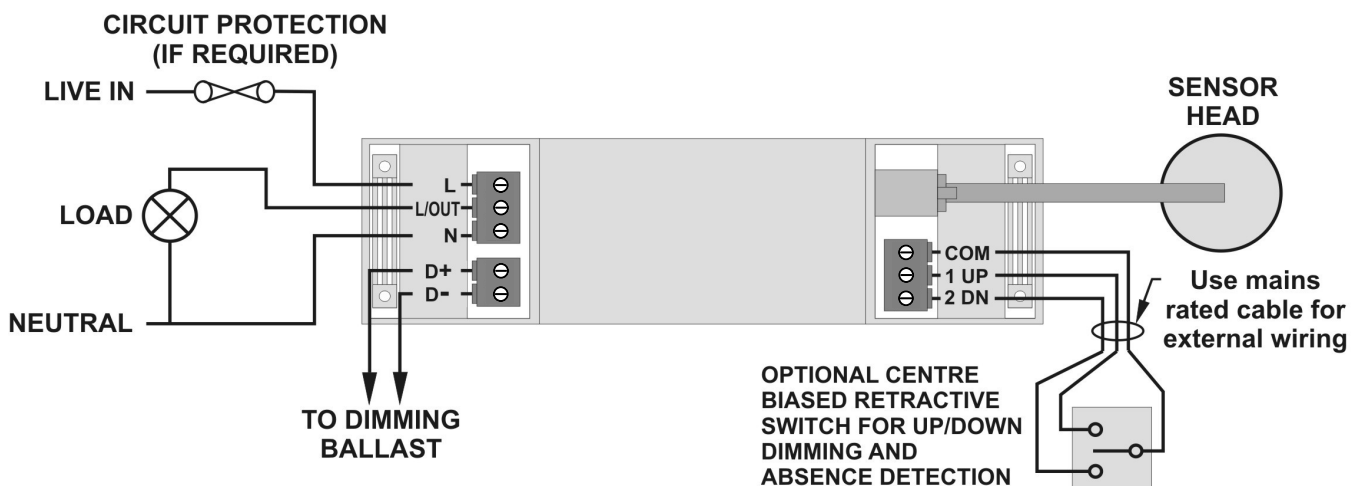 CIRCUIT PROTECTION
(IF REQUIRED)
LIVE IN
LOAD
NEUTRAL
L
L/OUT
N
D+
D-
TO DIMMING
BALLAST
SENSOR
HEAD
COM
1 UP
2 DN
Use mains
rated cable for
external wiring
OPTIONAL CENTRE
BIASED RETRACTIVE
SWITCH FOR UP/DOWN
DIMMING AND
ABSENCE DETECTION